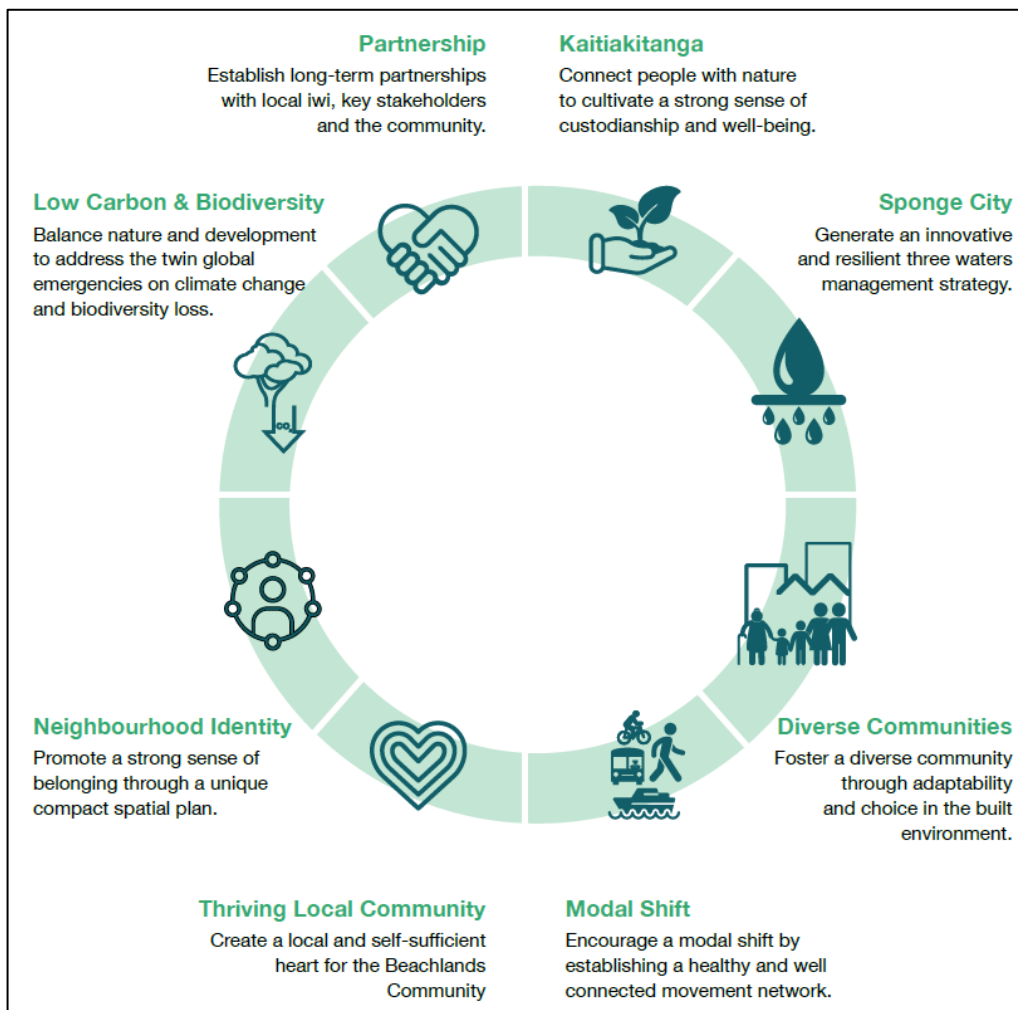 Partnership
Establish long-term partnerships
with local iwi, key stakeholders
and the community.
Kaitiakitanga
Connect people with nature
to cultivate a strong sense of
custodianship and well-being.
Low Carbon & Biodiversity
Balance nature and development
to address the twin global
emergencies on climate change
and biodiversity loss.
Sponge City
Generate an innovative
and resilient three waters
management strategy.
CO₂
Neighbourhood Identity
Promote a strong sense of
belonging through a unique
compact spatial plan.
Diverse Communities
Foster a diverse community
through adaptability
and choice in the built
environment.
Thriving Local Community
Create a local and self-sufficient
heart for the Beachlands
Community
Modal Shift
Encourage a modal shift by
establishing a healthy and well
connected movement network.